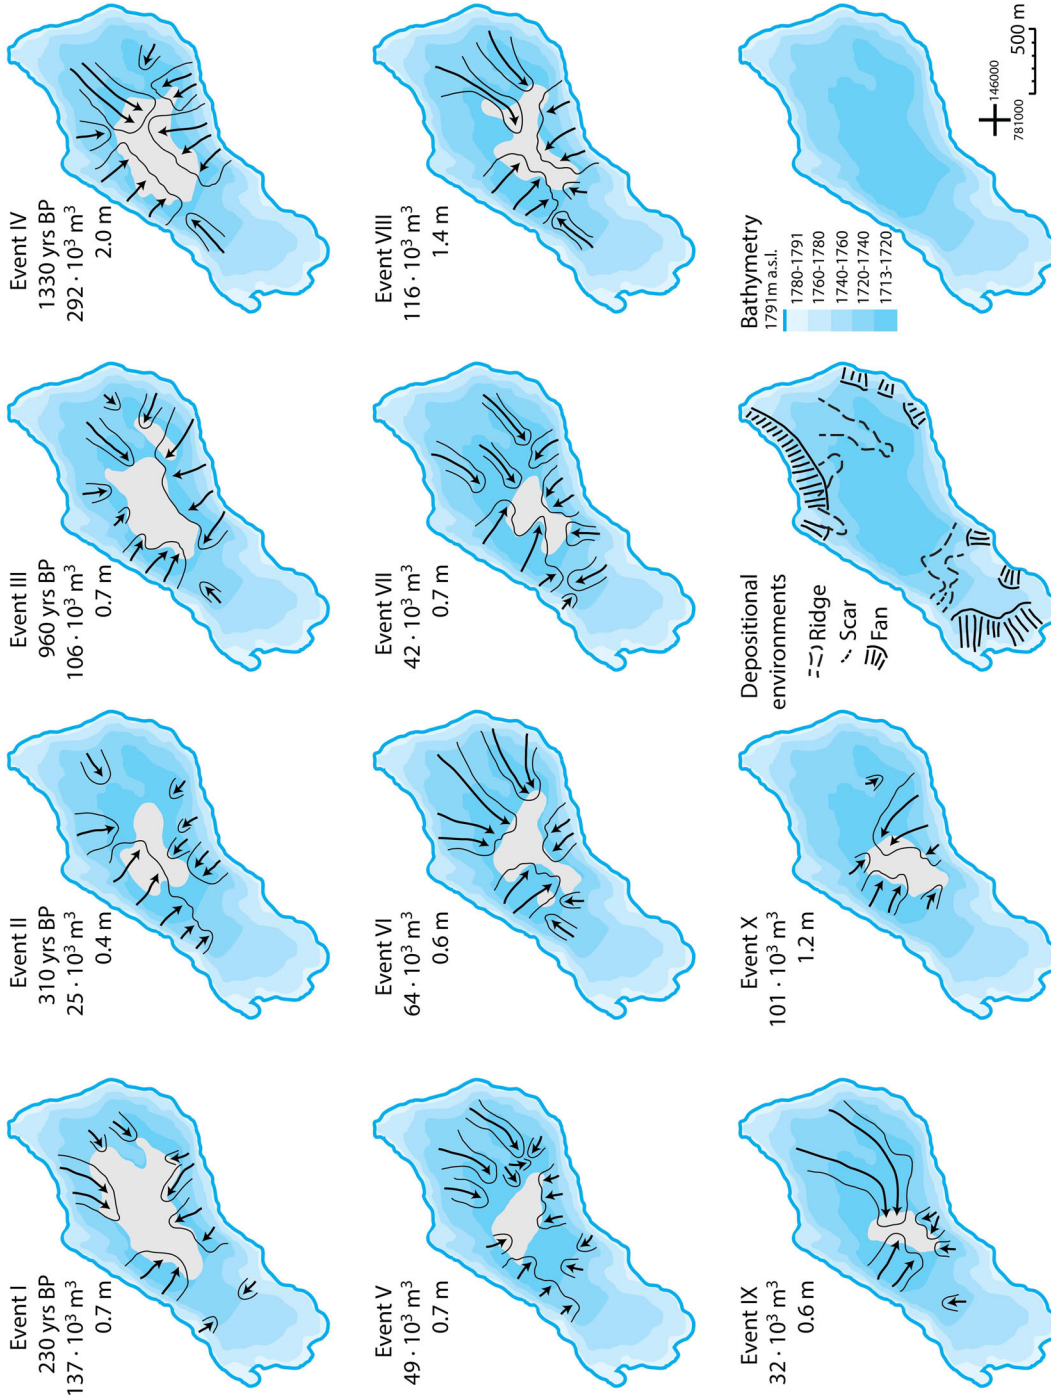 Event I
230 yrs BP
137 · 10³ m³
0.7 m
Event II
310 yrs BP
25 · 10³ m³
0.4 m
Event III
960 yrs BP
106 · 10³ m³
0.7 m
Event IV
1330 yrs BP
292 · 10³ m³
2.0 m
Event V
49 · 10³ m³
0.7 m
Event VI
64 · 10³ m³
0.6 m
Event VII
42 · 10³ m³
0.7 m
Event VIII
116 · 10³ m³
1.4 m
Event IX
32 · 10³ m³
0.6 m
Event X
101 · 10³ m³
1.2 m
Depositional
environments
Ridge
Scar
Fan
Bathymetry
1791m a.s.l.
1780-1791
1760-1780
1740-1760
1720-1740
1713-1720
146000
781000
500 m